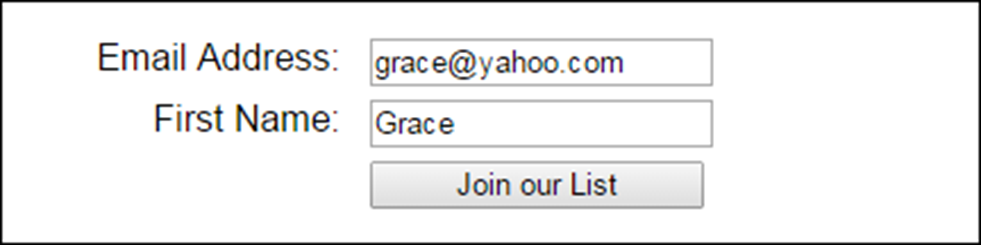 Email Address: grace@yahoo.com
First Name: Grace
Join our List